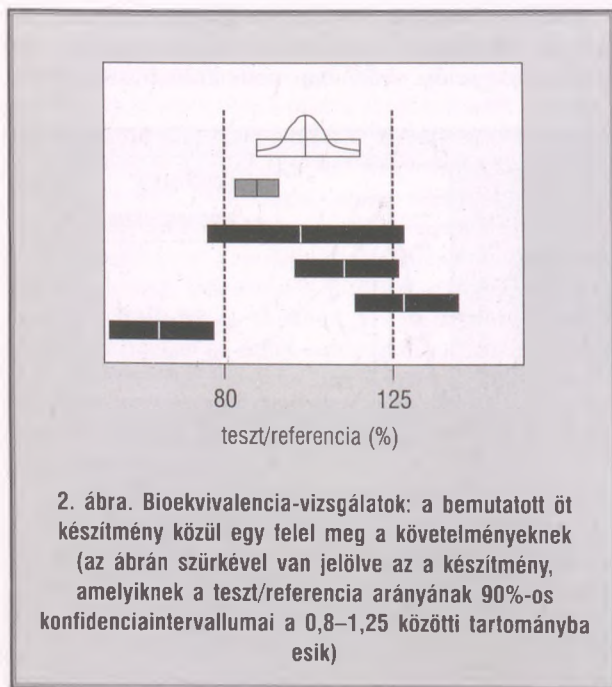 80 125
teszt/referencia (%)
2. ábra. Bioekvivalencia-vizsgálatok: a bemutatott öt
készítmény közül egy felel meg a követelményeknek
(az ábrán szürkével van jelölve az a készítmény,
amelyiknek a teszt/referencia arányának 90%-os
konfidenciaintervallumai a 0,8–1,25 közötti tartományba
esik)